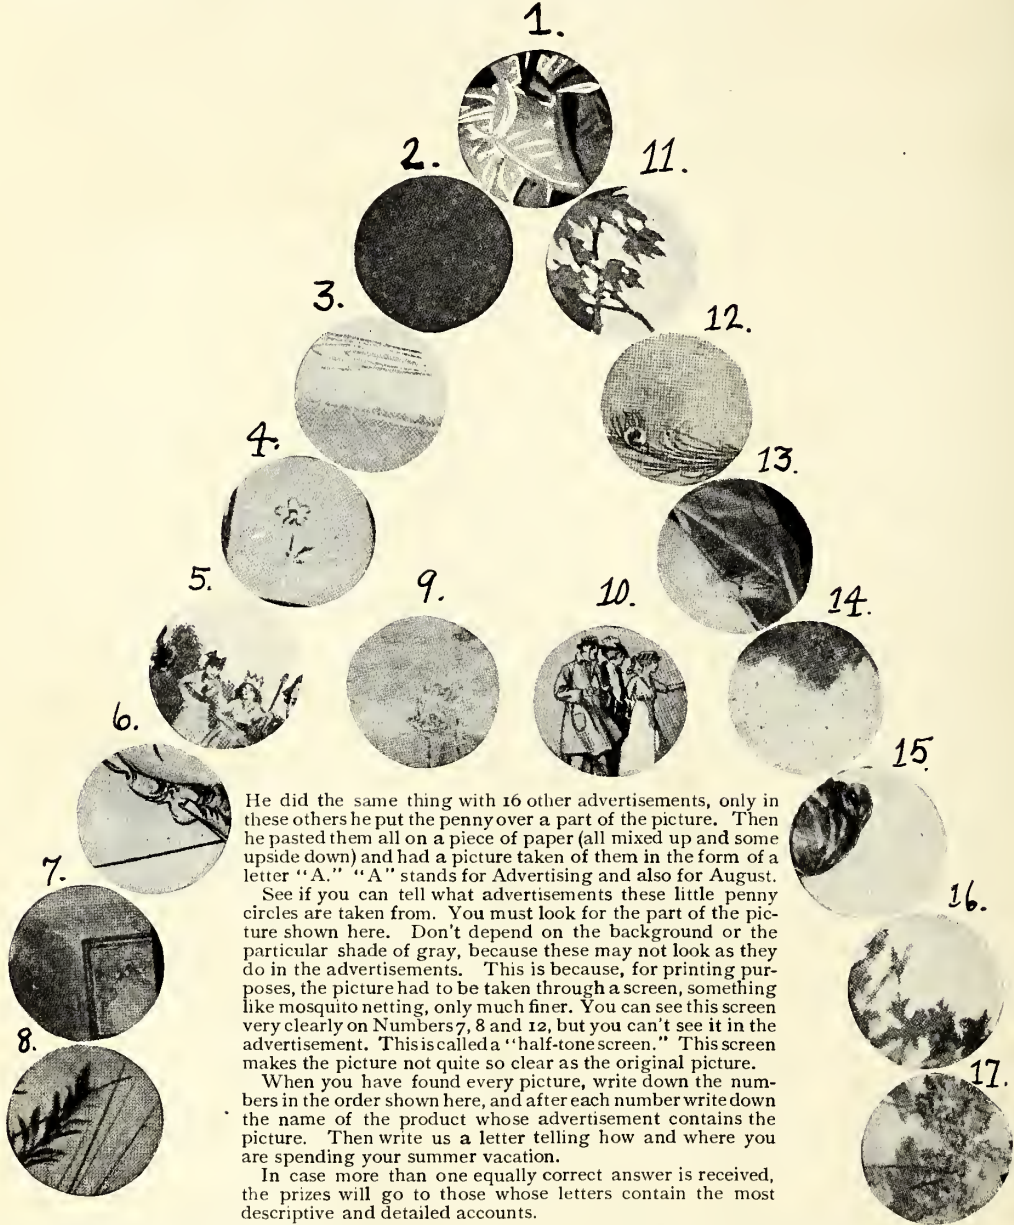 1.
2.
11.
3.
12.
4.
13.
5.
9.
10.
14.
6.
15.
7.
16.
8.
17.
He did the same thing with 16 other advertisements, only in
these others he put the penny over a part of the picture. Then
he pasted them all on a piece of paper (all mixed up and some
upside down) and had a picture taken of them in the form of a
letter "A." "A" stands for Advertising and also for August.
See if you can tell what advertisements these little penny
circles are taken from. You must look for the part of the pic-
ture shown here. Don't depend on the background or the
particular shade of gray, because these may not look as they
do in the advertisements. This is because, for printing pur-
poses, the picture had to be taken through a screen, something
like mosquito netting, only much finer. You can see this screen
very clearly on Numbers 7, 8 and 12, but you can't see it in the
advertisement. This is called a "half-tone screen." This screen
makes the picture not quite so clear as the original picture.
When you have found every picture, write down the num-
bers in the order shown here, and after each number write down
the name of the product whose advertisement contains the
picture. Then write us a letter telling how and where you
are spending your summer vacation.
In case more than one equally correct answer is received,
the prizes will go to those whose letters contain the most
descriptive and detailed accounts.